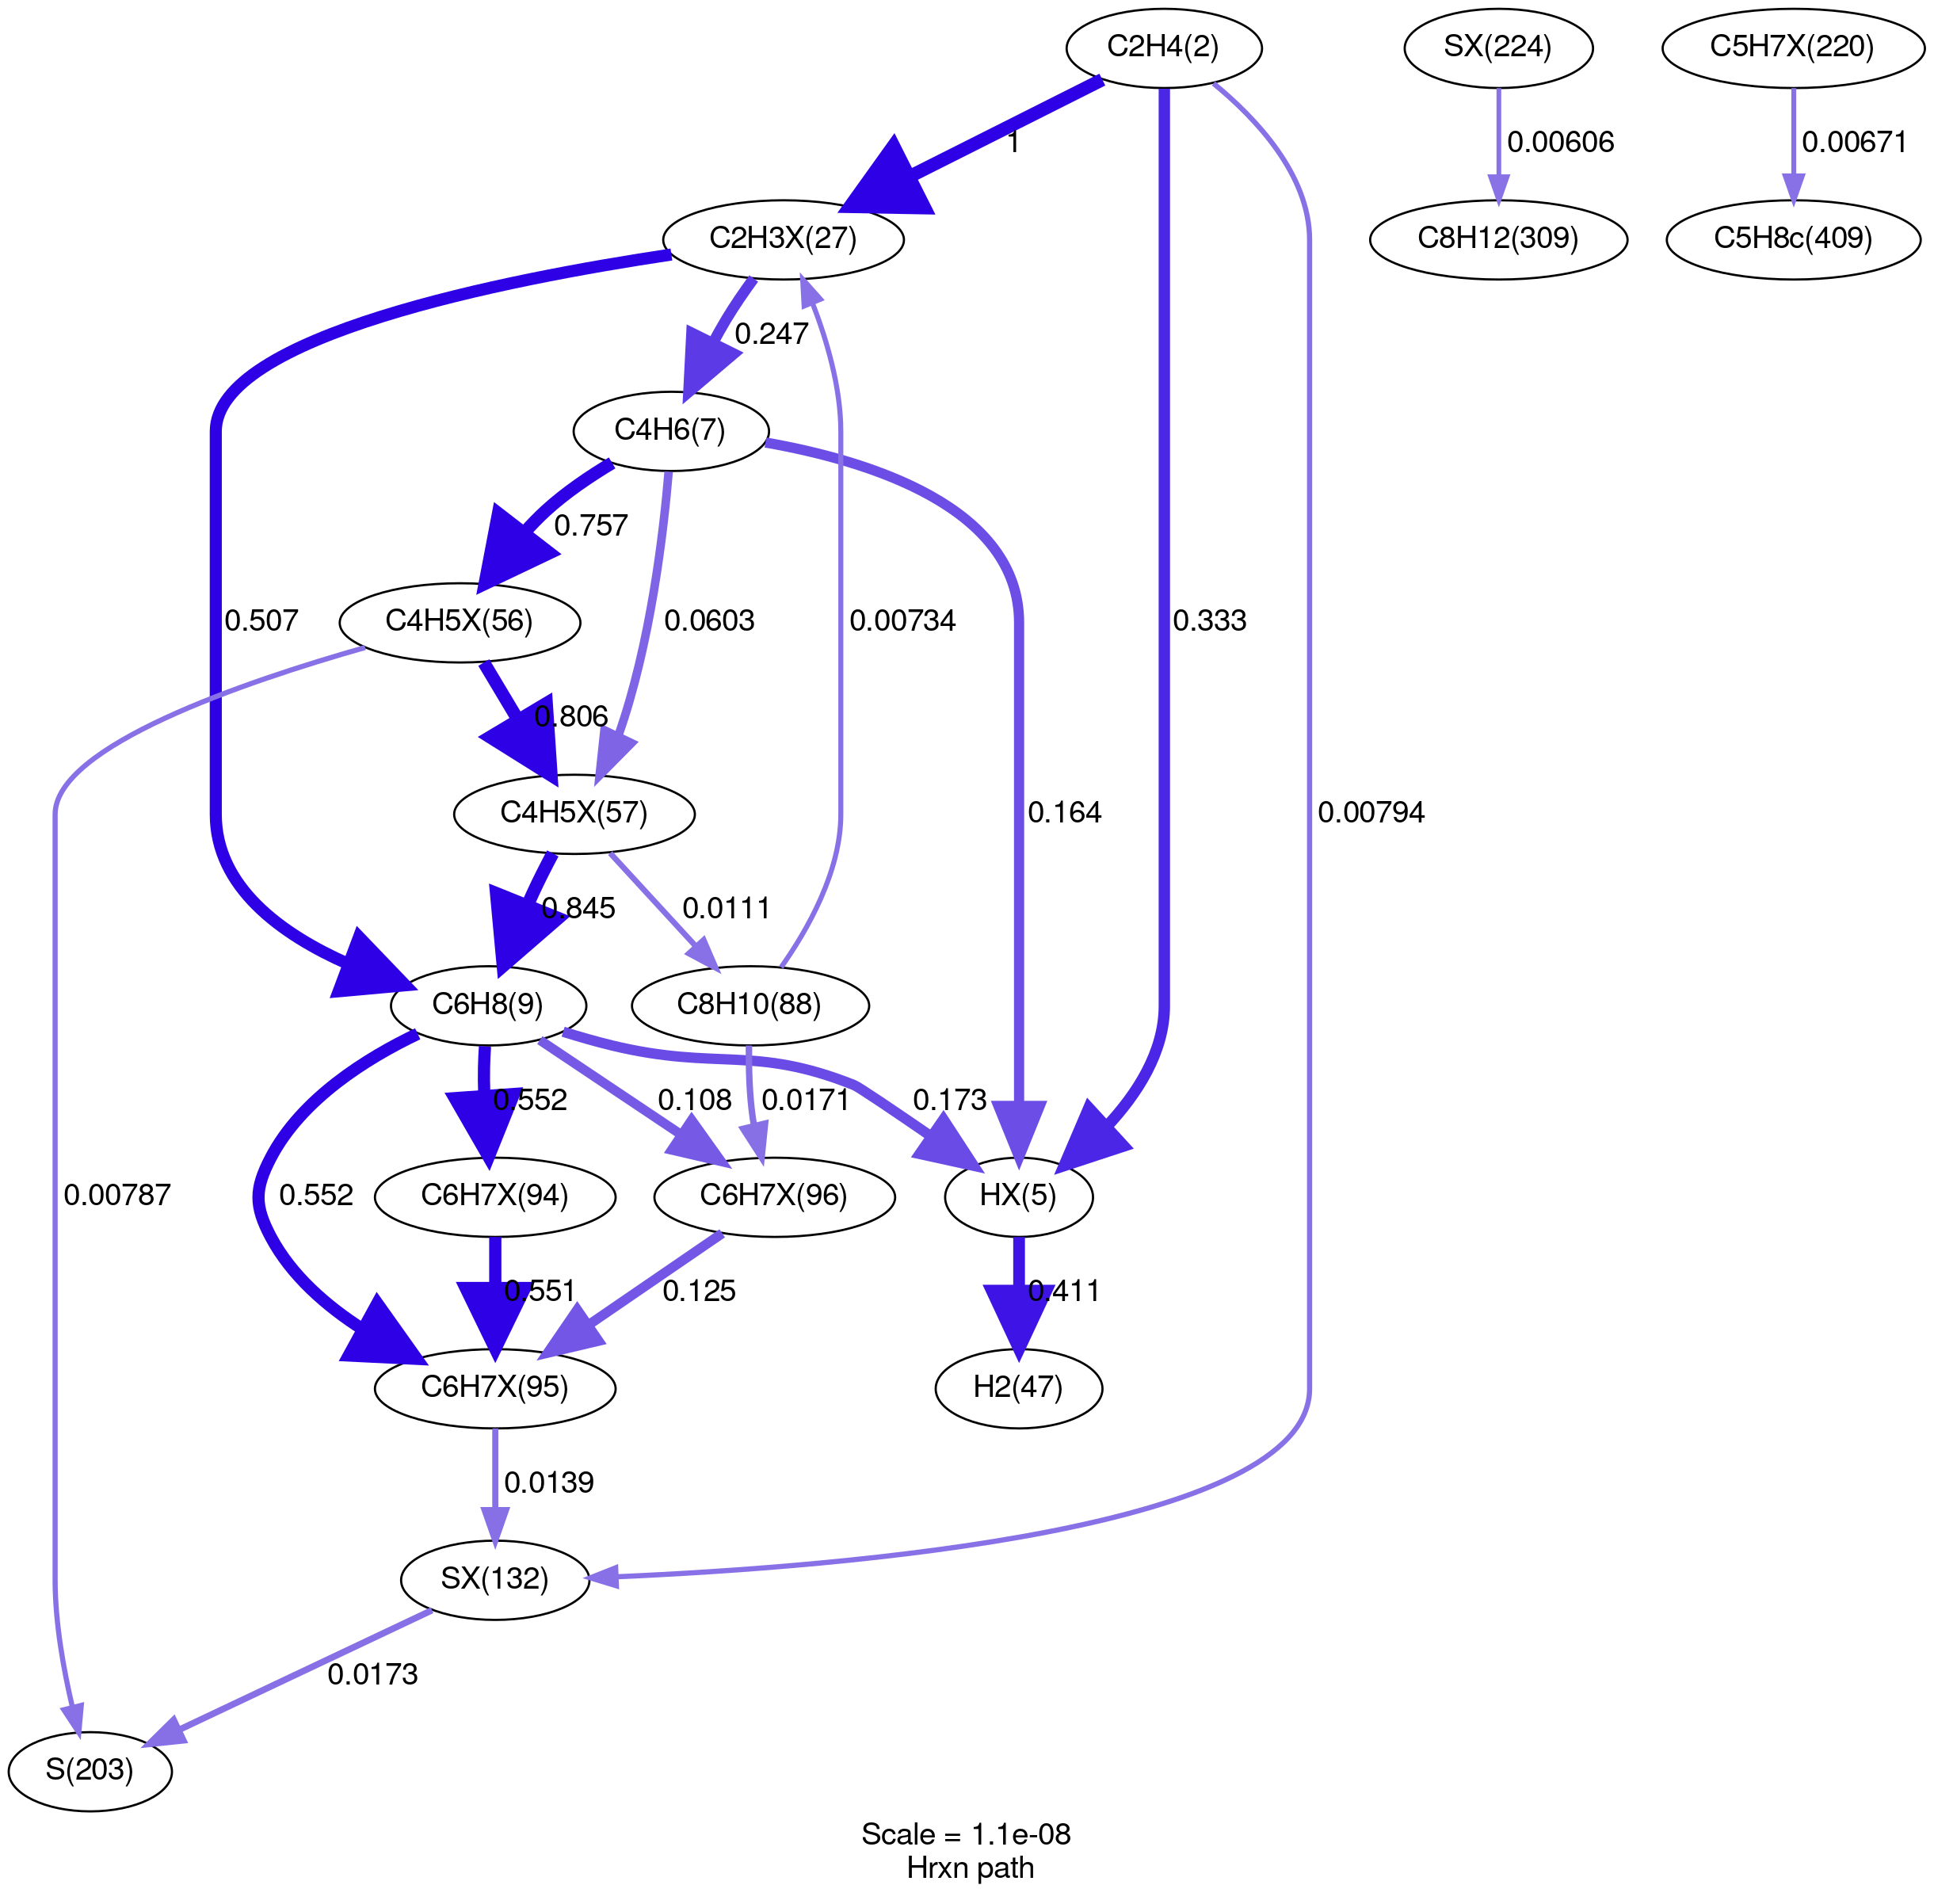 C2H4(2)
SX(224)
C5H7X(220)
1
0.00606
0.00671
C2H3X(27)
C8H12(309)
C5H8c(409)
0.247
C4H6(7)
0.757
C4H5X(56)
0.507
0.0603
0.00734
0.333
0.806
C4H5X(57)
0.164
0.00794
0.845
0.0111
C6H8(9)
C8H10(88)
0.552
0.108
0.0171
0.173
0.00787
0.552
C6H7X(94)
C6H7X(96)
HX(5)
0.551
0.125
0.411
C6H7X(95)
H2(47)
0.0139
SX(132)
0.0173
S(203)
Scale = 1.1e-08
Hrxn path